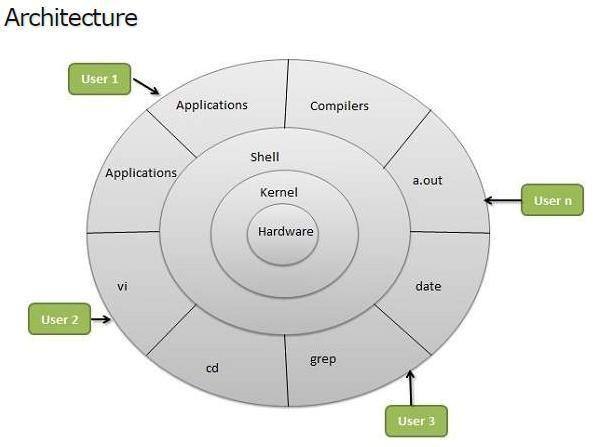 Architecture
User 1
Applications
Compilers
Shell
Applications
a.out
Kernel
User n
Hardware
vi
date
User 2
cd
grep
User 3